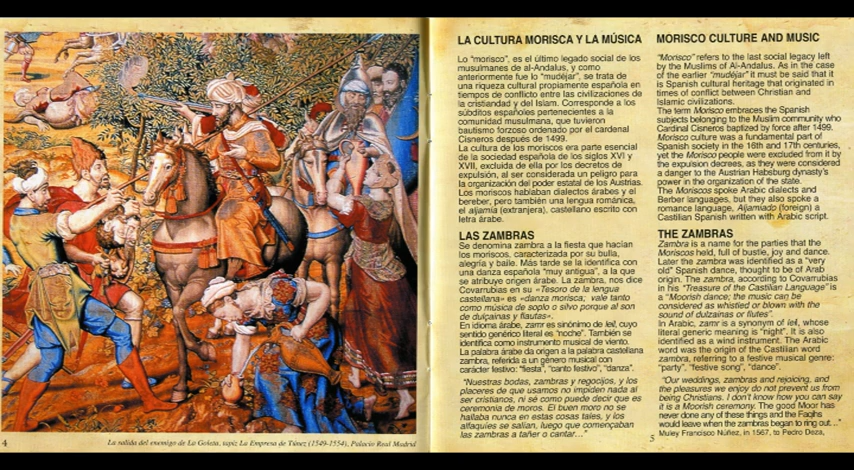 LA CULTURA MORISCA Y LA MÚSICA
Lo “morisco”, es el último legado social de los
musulmanes de al-Andalus, y como
anteriormente fue lo “mudéjar”, se trata de
una riqueza cultural propiamente española en
tiempos de conflicto entre las civilizaciones de
la cristiandad y del Islam. Corresponde a los
súbditos españoles pertenecientes a la
comunidad musulmana, que tuvieron
bautismo forzoso ordenado por el cardenal
Cisneros después de 1499.
La cultura de los moriscos era parte esencial
de la sociedad española de los siglos XVI y
XVII, excluida de ella por los decretos de
expulsión, al ser considerada un peligro para
la organización del poder estatal de los Austrias.
Los moriscos hablaban dialectos árabes y el
bereber, pero también una lengua románica,
el aljamía (extranjera), castellano escrito con
letra árabe.
LAS ZAMBRAS
Se denomina zambra a la fiesta que hacían
los moriscos, caracterizada por su bulla,
alegría y baile. Más tarde se la identifica con
una danza española “muy antigua”, a la que
se atribuye origen árabe. La zambra, nos dice
Covarrubias en su «Tesoro de la lengua
castellana» es «danza morisca; vale tanto
como música de soplo o silvo porque al son
de dulçainas y flautas».
En idioma árabe, zamr es sinónimo de leil, cuyo
sentido genérico literal es “noche”. También se
identifica como instrumento musical de viento.
La palabra árabe da origen a la palabra castellana
zambra, referida a un género musical con
carácter festivo: “fiesta”, “canto festivo”, “danza”.
“Nuestras bodas, zambras y regocijos, y los
placeres de que usamos no impiden nada al
ser cristianos, ni sé como puede decir que es
ceremonia de moros. El buen moro no se
hallaba nunca en estas cosas tales, y los
alfaquíes se salían, luego que començaban
las zambras a tañer o cantar…”
MORISCO CULTURE AND MUSIC
“Morisco” refers to the last social legacy left
by the Muslims of Al-Andalus. As in the case
of the earlier “mudéjar” it must be said that it
is Spanish cultural heritage that originated in
times of conflict between Christian and
Islamic civilizations.
The term Morisco embraces the Spanish
subjects belonging to the Muslim community who
Cardinal Cisneros baptized by force after 1499.
Morisco culture was a fundamental part of
Spanish society in the 16th and 17th centuries,
yet the Morisco people were excluded from it by
the expulsion decrees, as they were considered
a danger to the Austrian Habsburg dynasty’s
power in the organization of the state.
The Moriscos spoke Arabic dialects and
Berber languages, but they also spoke a
romance language, Aljamiado (foreign) a
Castilian Spanish written with Arabic script.
THE ZAMBRAS
Zambra is a name for the parties that the
Moriscos held, full of bustle, joy and dance.
Later the zambra was identified as a “very
old” Spanish dance, thought to be of Arab
origin. The zambra, according to Covarrubias
in his “Treasure of the Castilian Language” is
a “Moorish dance; the music can be
considered as whistled or blown with the
sound of dulzainas or flutes”.
In Arabic, zamr is a synonym of leil, whose
literal generic meaning is “night”. It is also
identified as a wind instrument. The Arabic
word was the origin of the Castilian word
zambra, referring to a festive musical genre:
“party”, “festive song”, “dance”.
“Our weddings, zambras and rejoicing, and
the pleasures we enjoy do not prevent us from
being Christians. I don’t know how you can say
it is a Moorish ceremony. The good Moor has
never done any of these things and the Faqhs
would leave when the zambras began to ring out…”
Muley Francisco Núñez, in 1567, to Pedro Deza,
4
La salida del enemigo de La Goleta, tapiz La Empresa de Túnez (1549-1554), Palacio Real Madrid
5